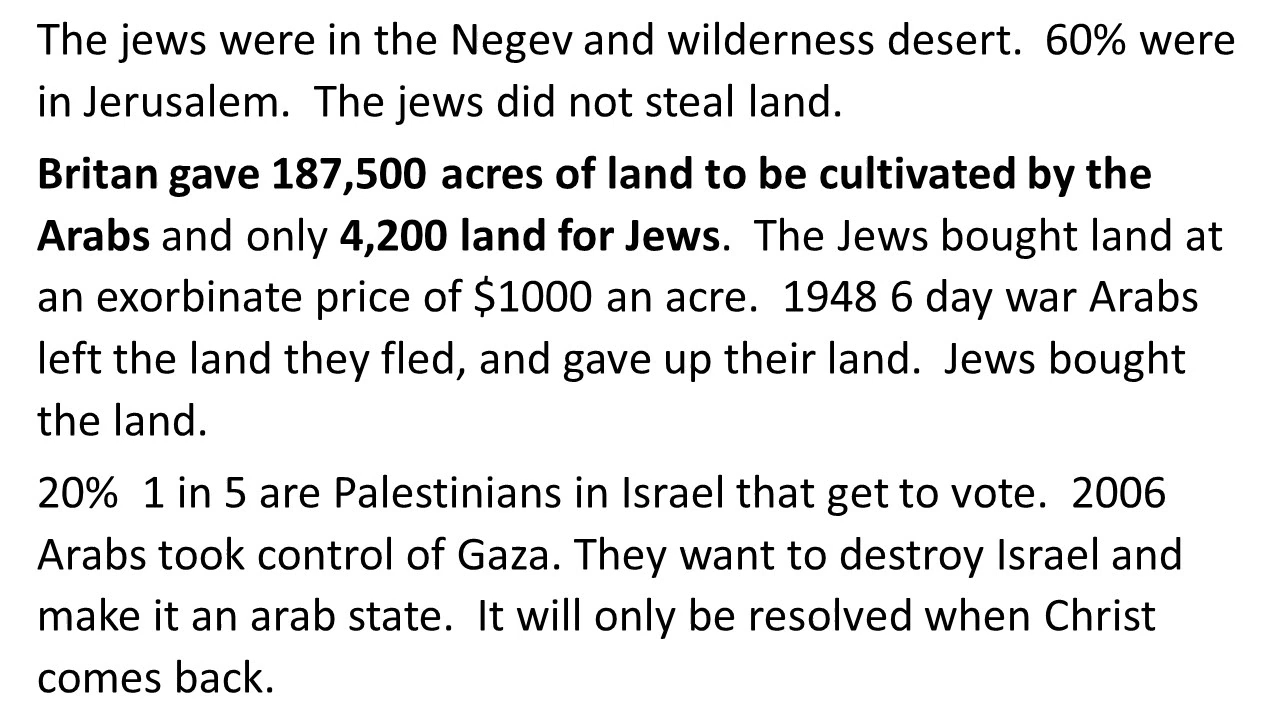 The jews were in the Negev and wilderness desert.  60% were
in Jerusalem.  The jews did not steal land.
Britan gave 187,500 acres of land to be cultivated by the
Arabs and only 4,200 land for Jews.  The Jews bought land at
an exorbinate price of $1000 an acre.  1948 6 day war Arabs
left the land they fled, and gave up their land.  Jews bought
the land.
20%  1 in 5 are Palestinians in Israel that get to vote.  2006
Arabs took control of Gaza. They want to destroy Israel and
make it an arab state.  It will only be resolved when Christ
comes back.